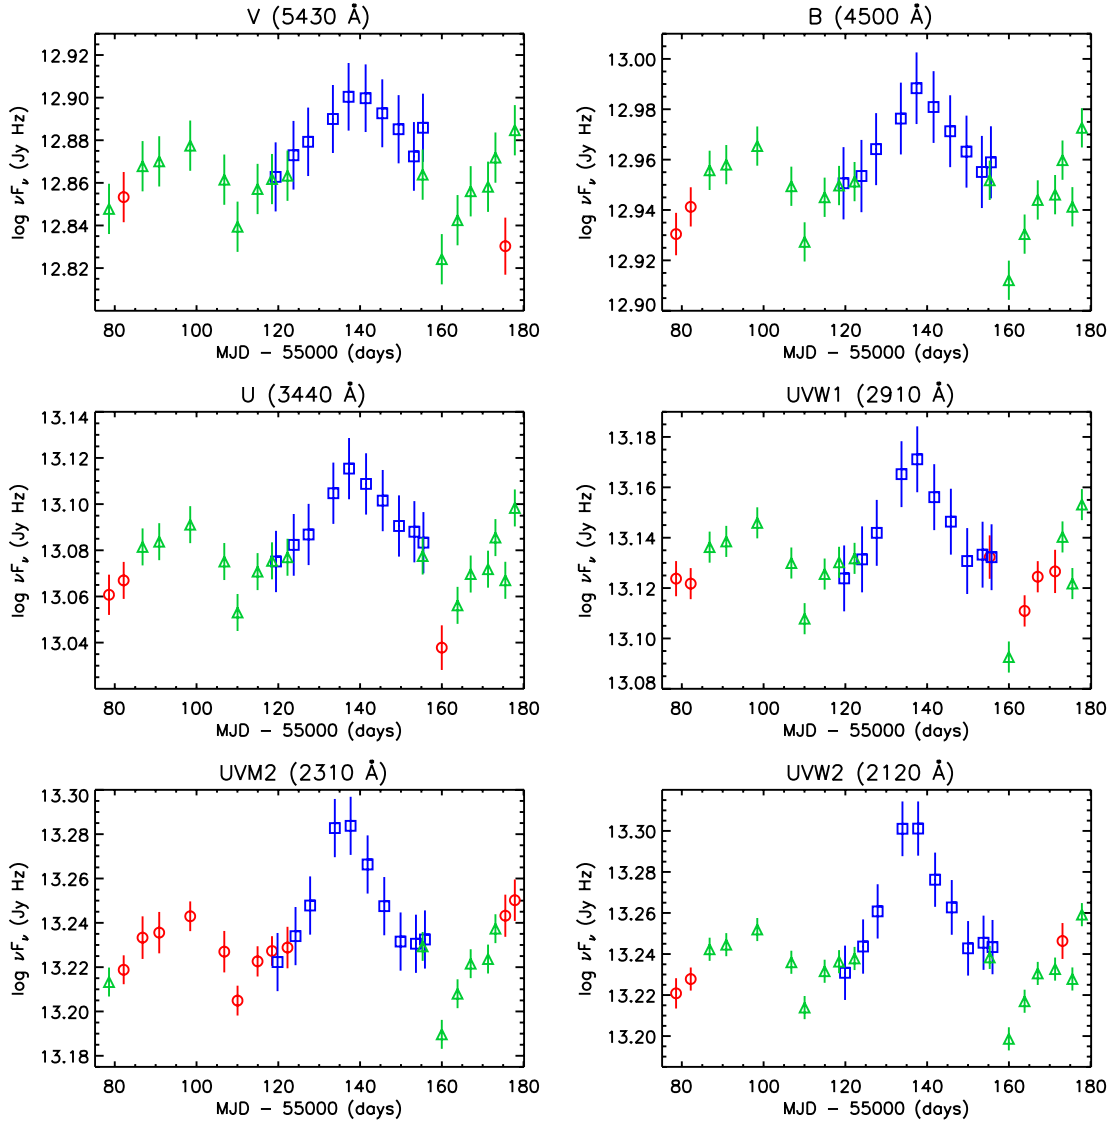 V (5430 Å)
12.92
12.90
12.88
12.86
12.84
12.82
log νFν (Jy Hz)
80 100 120 140 160 180
MJD − 55000 (days)
B (4500 Å)
13.00
12.98
12.96
12.94
12.92
12.90
log νFν (Jy Hz)
80 100 120 140 160 180
MJD − 55000 (days)
U (3440 Å)
13.14
13.12
13.10
13.08
13.06
13.04
log νFν (Jy Hz)
80 100 120 140 160 180
MJD − 55000 (days)
UVW1 (2910 Å)
13.18
13.16
13.14
13.12
13.10
13.08
log νFν (Jy Hz)
80 100 120 140 160 180
MJD − 55000 (days)
UVM2 (2310 Å)
13.30
13.28
13.26
13.24
13.22
13.20
13.18
log νFν (Jy Hz)
80 100 120 140 160 180
MJD − 55000 (days)
UVW2 (2120 Å)
13.30
13.28
13.26
13.24
13.22
13.20
log νFν (Jy Hz)
80 100 120 140 160 180
MJD − 55000 (days)